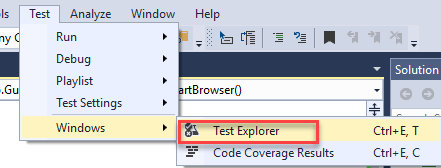 Test Analyze Window Help
Run
Debug
Playlist
Test Settings
Windows
artBrowser()
Solution
Test Explorer Ctrl+E, T
Code Coverage Results Ctrl+E, C